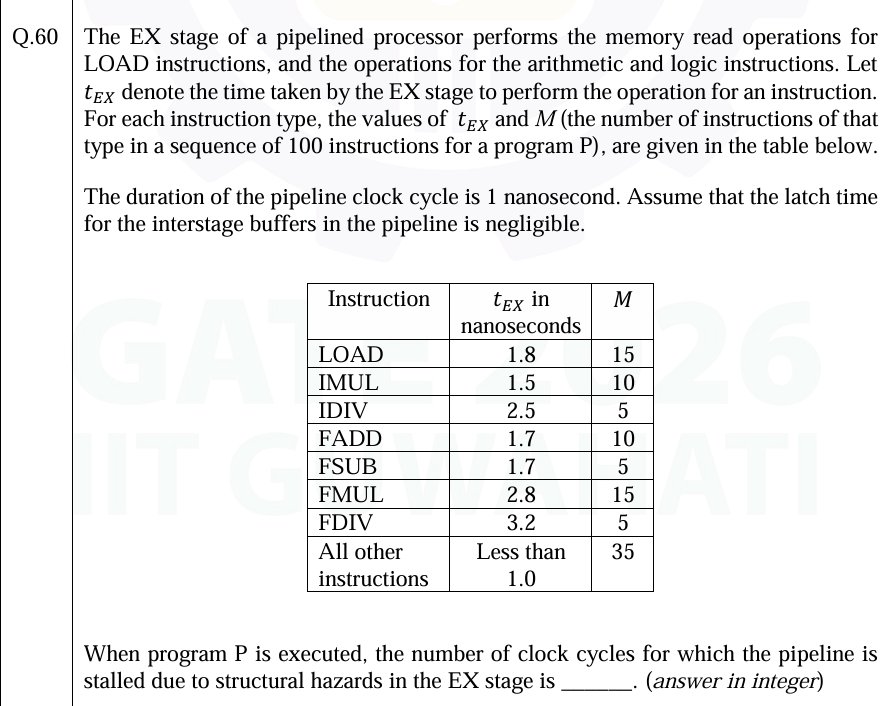 Q.60 The EX stage of a pipelined processor performs the memory read operations for
LOAD instructions, and the operations for the arithmetic and logic instructions. Let
t_EX denote the time taken by the EX stage to perform the operation for an instruction.
For each instruction type, the values of t_EX and M (the number of instructions of that
type in a sequence of 100 instructions for a program P), are given in the table below.
The duration of the pipeline clock cycle is 1 nanosecond. Assume that the latch time
for the interstage buffers in the pipeline is negligible.
Instruction t_EX in M
nanoseconds
LOAD 1.8 15
IMUL 1.5 10
IDIV 2.5 5
FADD 1.7 10
FSUB 1.7 5
FMUL 2.8 15
FDIV 3.2 5
All other Less than 35
instructions 1.0
When program P is executed, the number of clock cycles for which the pipeline is
stalled due to structural hazards in the EX stage is ______. (answer in integer)